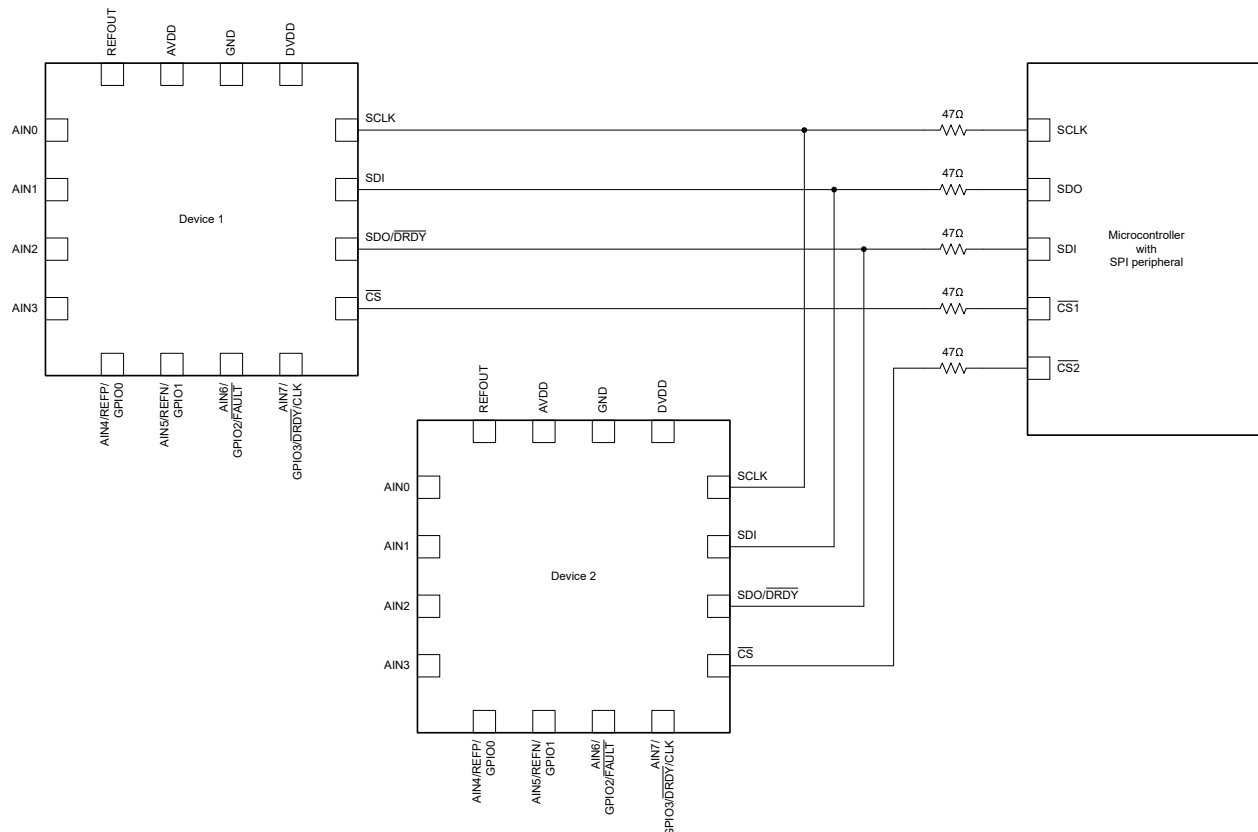 REFOUT
AVDD
GND
DVDD
AIN0
AIN1
AIN2
AIN3
Device 1
SCLK
SDI
SDO/DRDY
CS
AIN4/REFP/
GPIO0
AIN5/REFN/
GPIO1
AIN6/
GPIO2/FAULT
AIN7/
GPIO3/DRDY/CLK
47Ω
47Ω
47Ω
47Ω
47Ω
SCLK
SDO
SDI
CS1
CS2
Microcontroller
with
SPI peripheral
REFOUT
AVDD
GND
DVDD
AIN0
AIN1
AIN2
AIN3
Device 2
SCLK
SDI
SDO/DRDY
CS
AIN4/REFP/
GPIO0
AIN5/REFN/
GPIO1
AIN6/
GPIO2/FAULT
AIN7/
GPIO3/DRDY/CLK